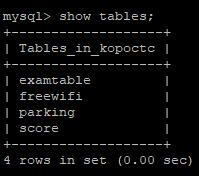 mysql> show tables;
+-------------------+
| Tables_in_kopoctc |
+-------------------+
| examtable         |
| freewifi          |
| parking           |
| score             |
+-------------------+
4 rows in set (0.00 sec)